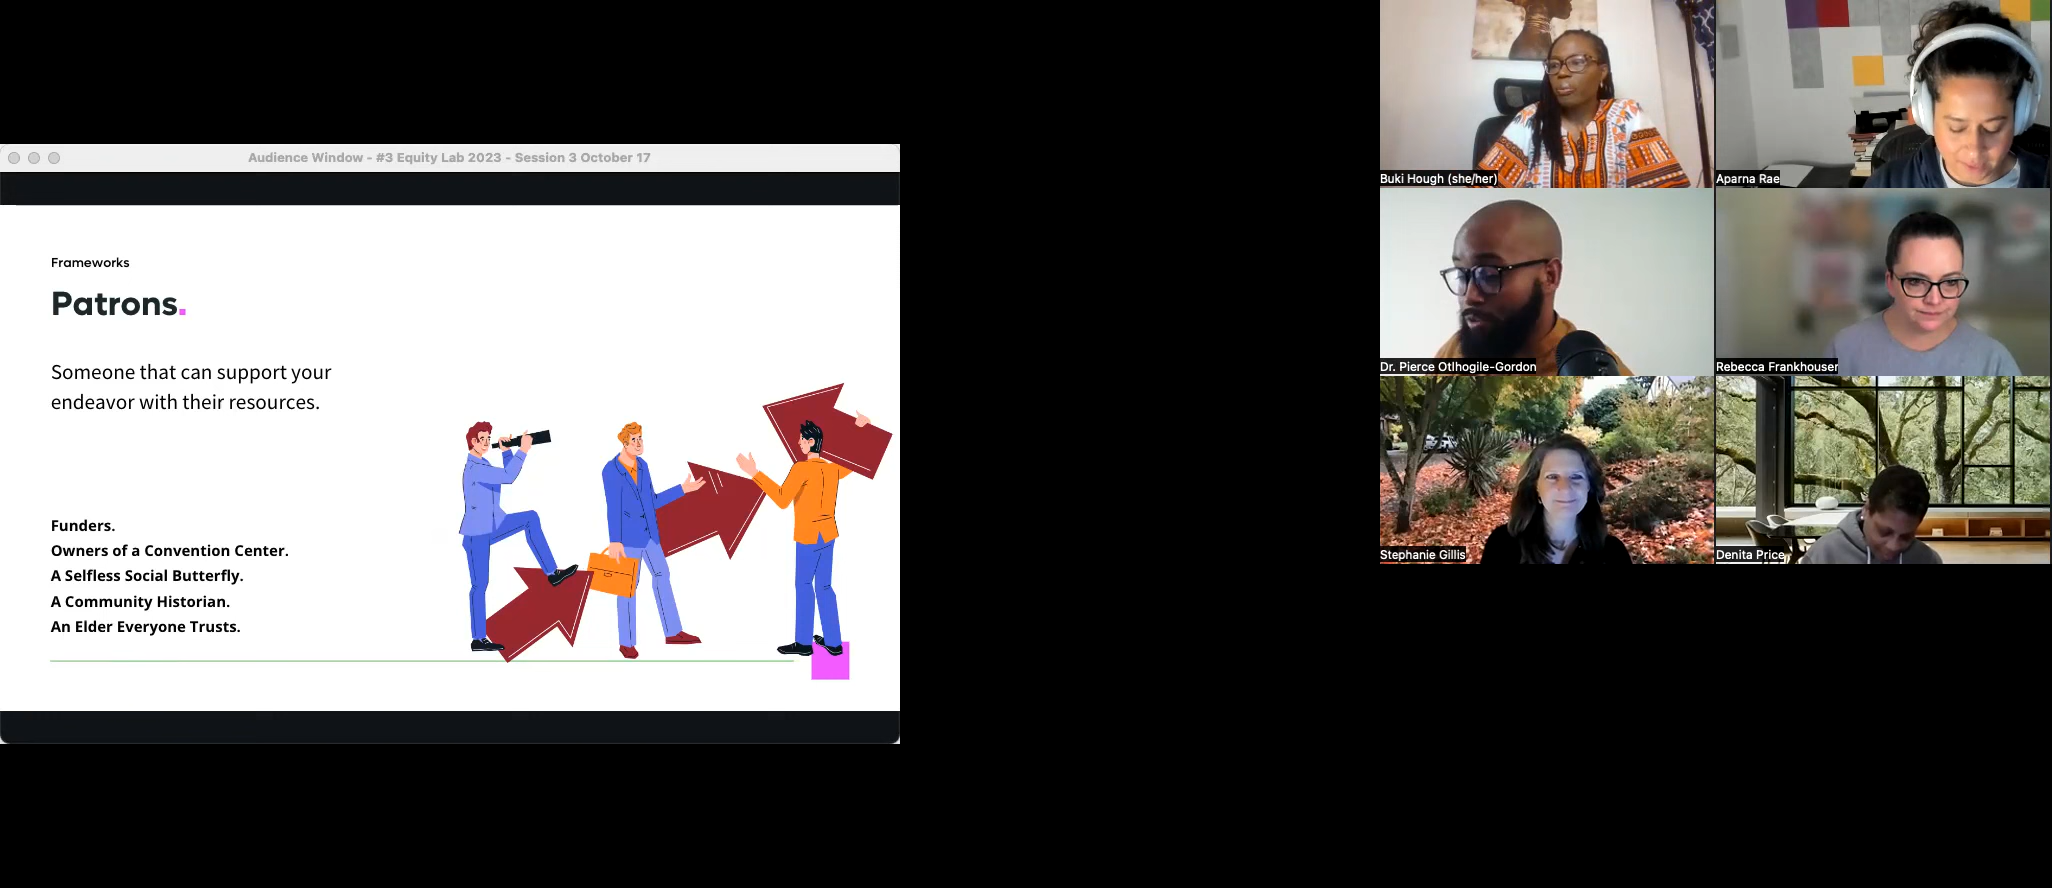 Audience Window - #3 Equity Lab 2023 - Session 3 October 17
Frameworks
Patrons.
Someone that can support your
endeavor with their resources.
Funders.
Owners of a Convention Center.
A Selfless Social Butterfly.
A Community Historian.
An Elder Everyone Trusts.
Buki Hough (she/her)
Aparna Rae
Dr. Pierce Otlhogile-Gordon
Rebecca Frankhouser
Stephanie Gillis
Denita Price